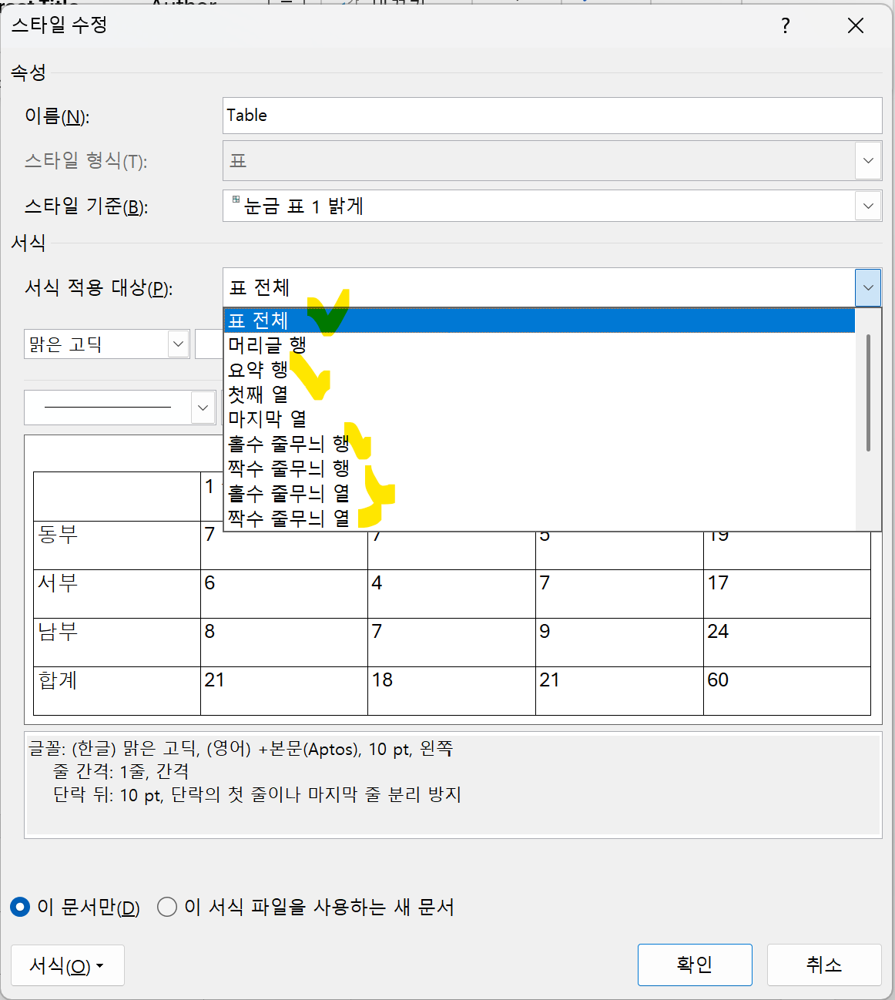 Author
스타일 수정
?
속성
이름(N):
Table
스타일 형식(T):
표
스타일 기준(B):
눈금 표 1 밝게
서식
서식 적용 대상(P):
표 전체
표 전체
머리글 행
요약 행
첫째 열
마지막 열
홀수 줄무늬 행
짝수 줄무늬 행
홀수 줄무늬 열
짝수 줄무늬 열
맑은 고딕
1
동부 7 7 5 19
서부 6 4 7 17
남부 8 7 9 24
합계 21 18 21 60
글꼴: (한글) 맑은 고딕, (영어) +본문(Aptos), 10 pt, 왼쪽
줄 간격: 1줄, 간격
단락 뒤: 10 pt, 단락의 첫 줄이나 마지막 줄 분리 방지
이 문서만(D) 이 서식 파일을 사용하는 새 문서
서식(O) 확인 취소